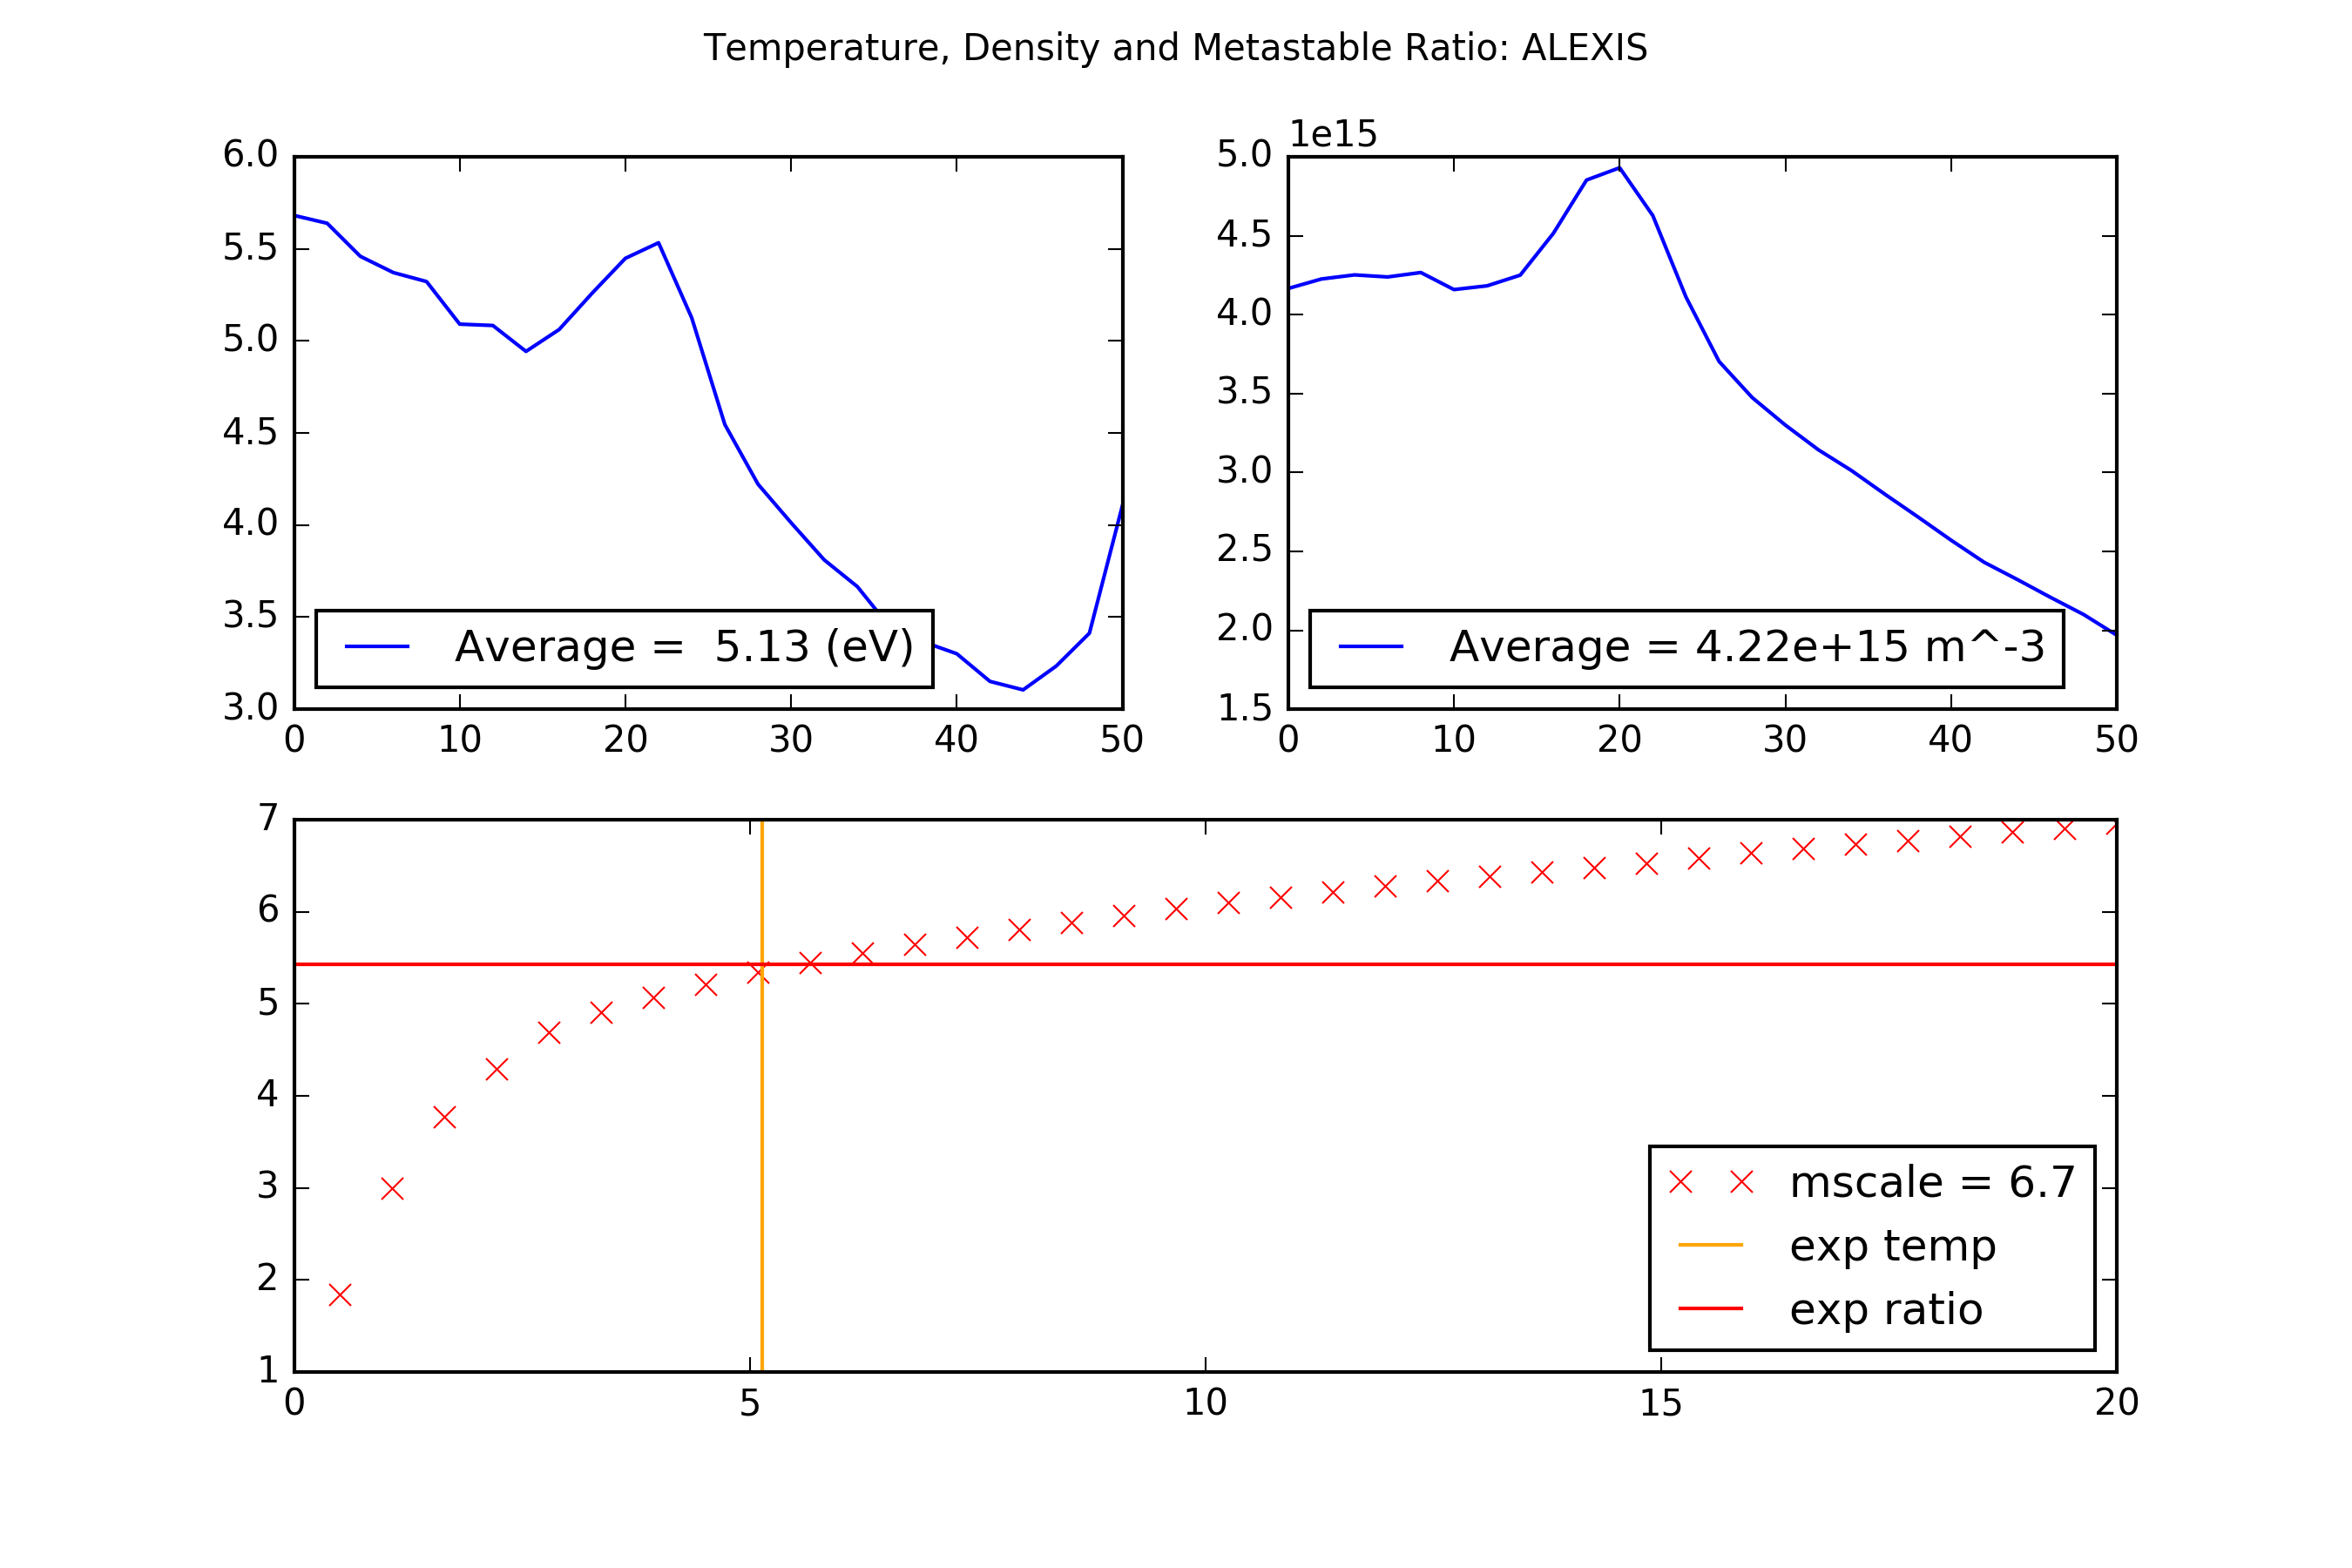 Temperature, Density and Metastable Ratio: ALEXIS
6.0
5.5
5.0
4.5
4.0
3.5
3.0
0 10 20 30 40 50
Average =  5.13 (eV)
1e15
5.0
4.5
4.0
3.5
3.0
2.5
2.0
1.5
0 10 20 30 40 50
Average = 4.22e+15 m^-3
7
6
5
4
3
2
1
0 5 10 15 20
mscale = 6.7
exp temp
exp ratio